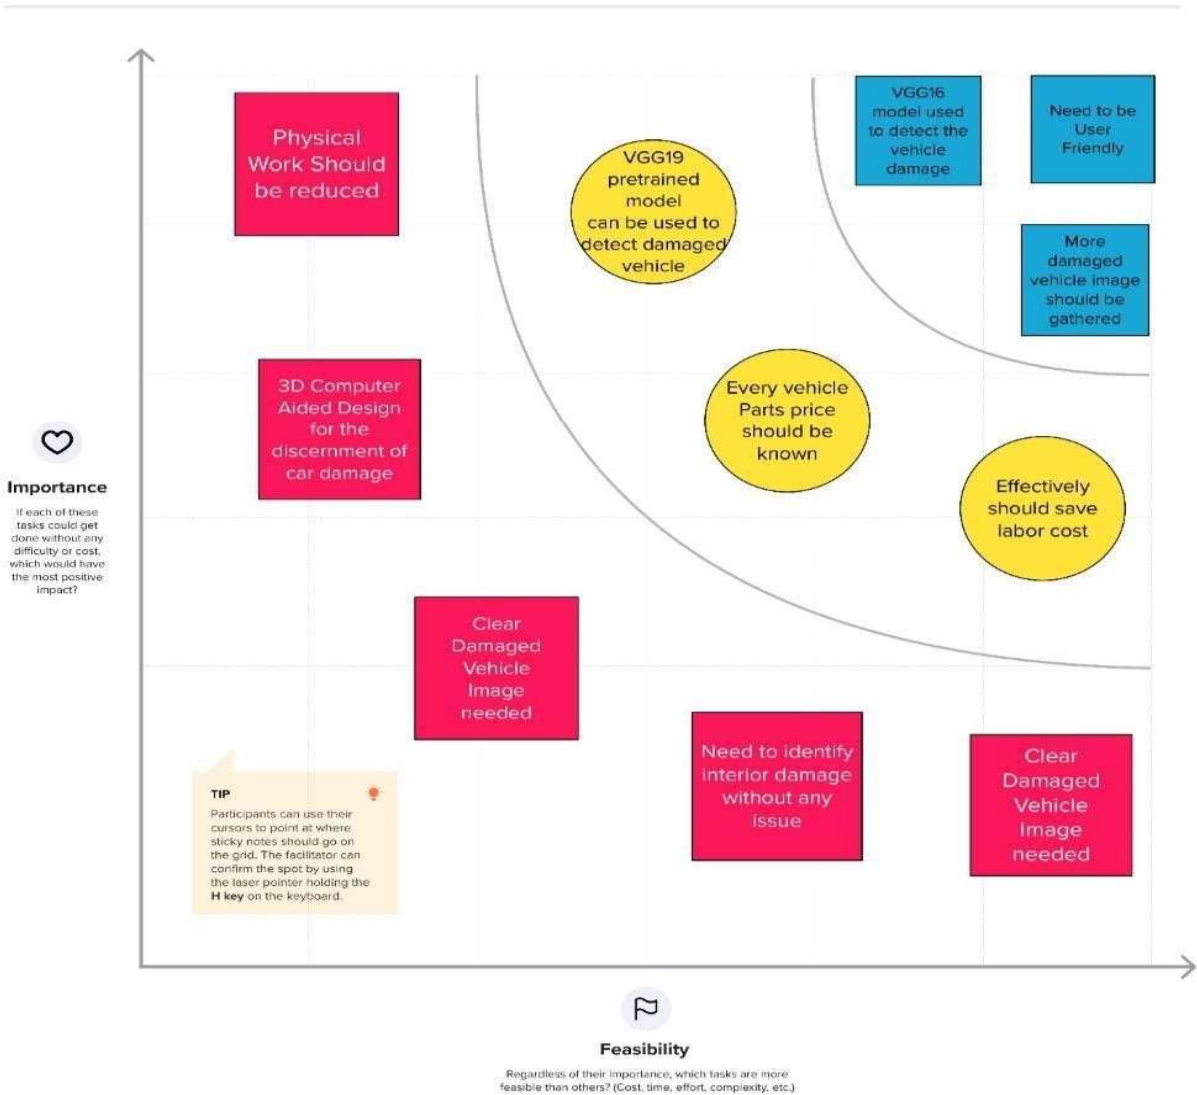 Physical
Work Should
be reduced
VGG19
pretrained
model
can be used to
detect damaged
vehicle
VGG16
model used
to detect the
vehicle
damage
Need to be
User
Friendly
More
damaged
vehicle image
should be
gathered
3D Computer
Aided Design
for the
discernment of
car damage
Every vehicle
Parts price
should be
known
Effectively
should save
labor cost
Importance
If each of these
tasks could get
done without any
difficulty or cost,
which would have
the most positive
impact?
Clear
Damaged
Vehicle
Image
needed
Need to identify
interior damage
without any
issue
Clear
Damaged
Vehicle
Image
needed
TIP
Participants can use their
cursors to point at where
sticky notes should go on
the grid. The facilitator can
confirm the spot by using
the laser pointer holding the
H key on the keyboard.
Feasibility
Regardless of their importance, which tasks are more
feasible than others? (Cost, time, effort, complexity, etc.)